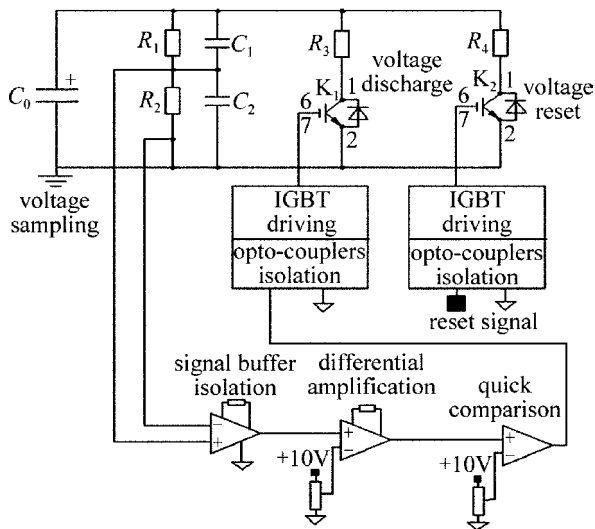 R1
C1
R3
R4
voltage
discharge
K1
1
6
7
2
K2
1
6
7
2
voltage
reset
C0
+
R2
C2
voltage
sampling
IGBT
driving
opto-couplers
isolation
IGBT
driving
opto-couplers
isolation
reset signal
signal buffer
isolation
differential
amplification
quick
comparison
−
+
+
−
+
−
+10V
+10V